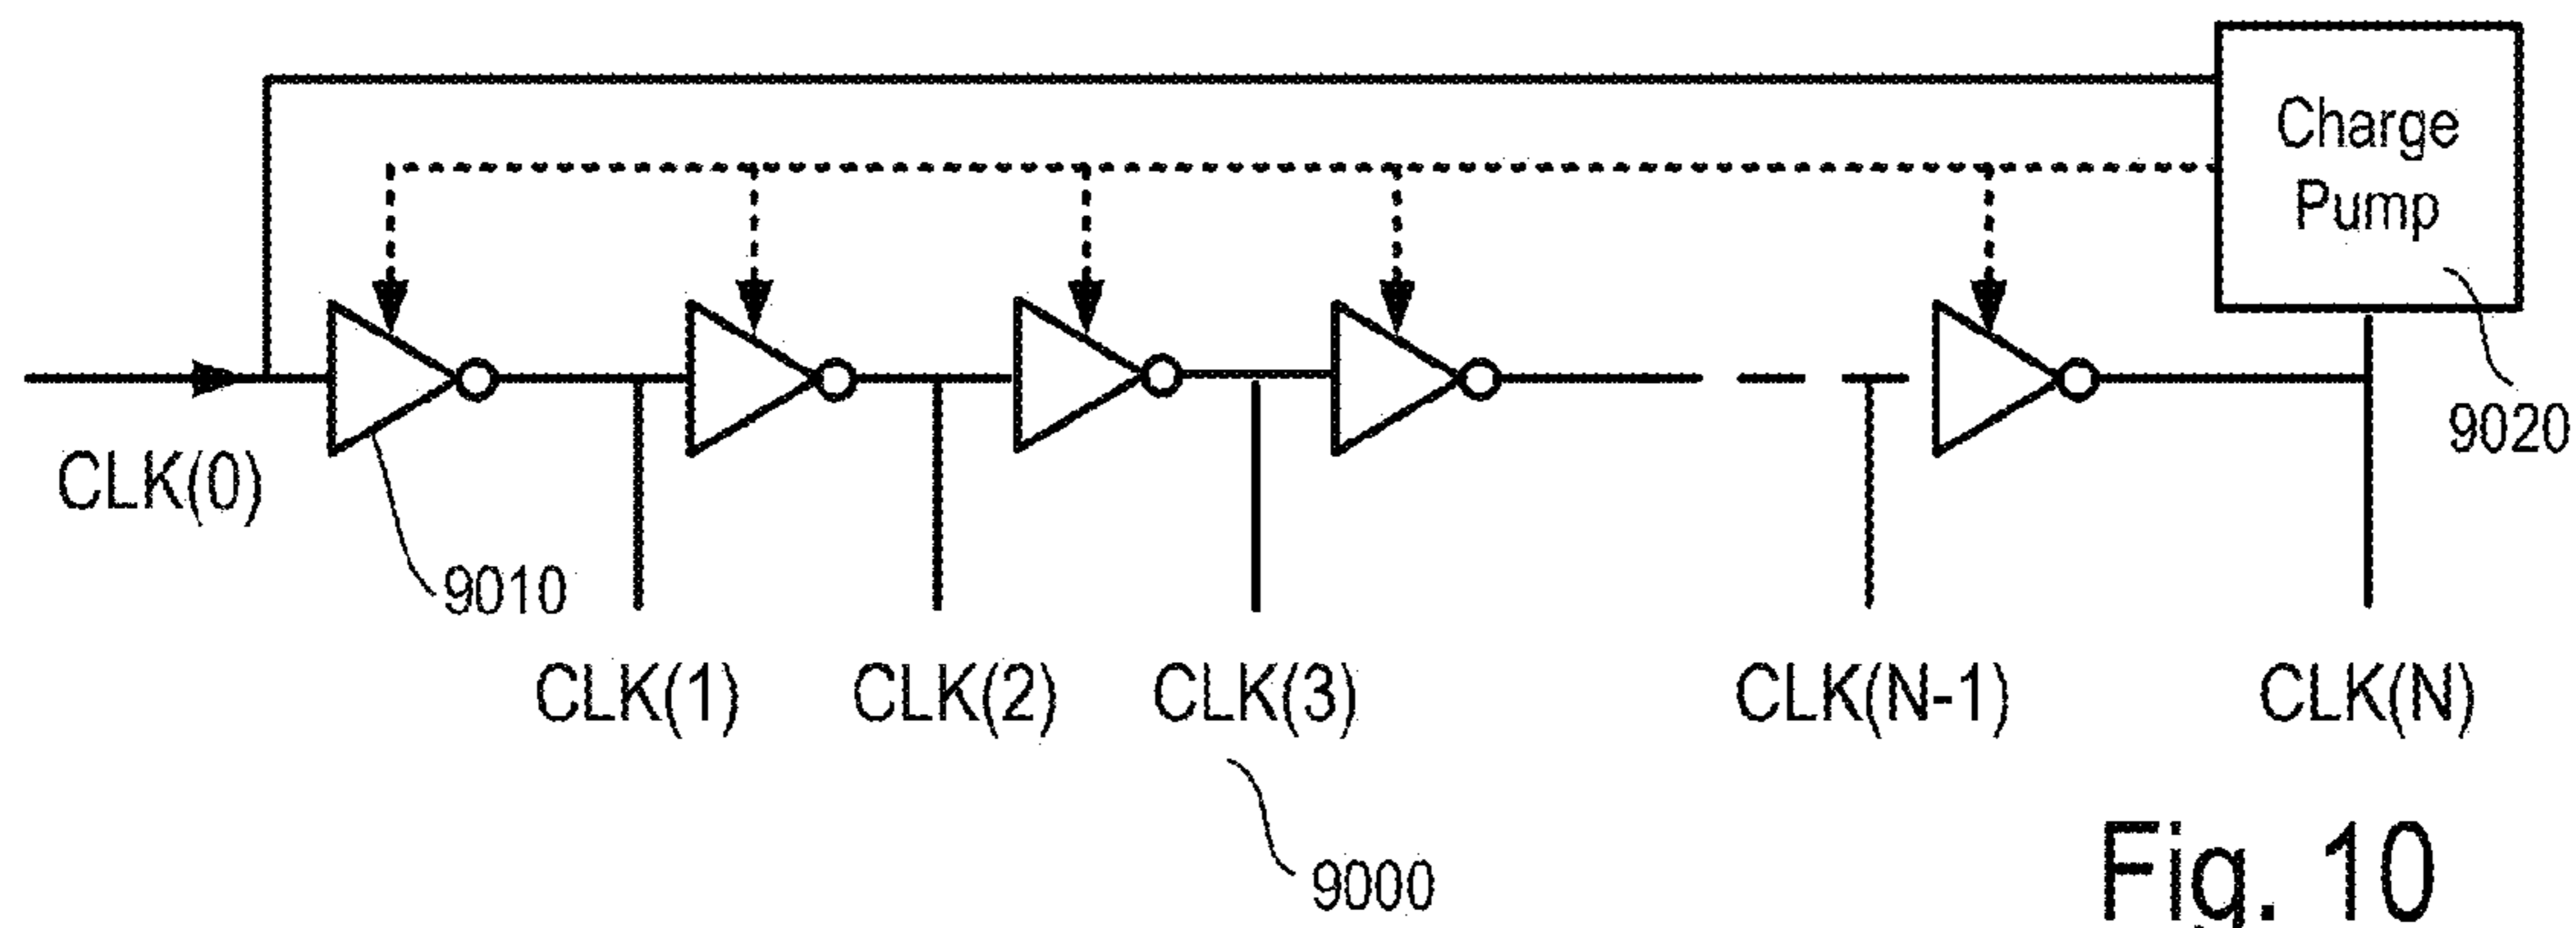 Charge
Pump
9020
CLK(0)
9010
CLK(1)
CLK(2)
CLK(3)
CLK(N-1)
CLK(N)
9000
Fig. 10